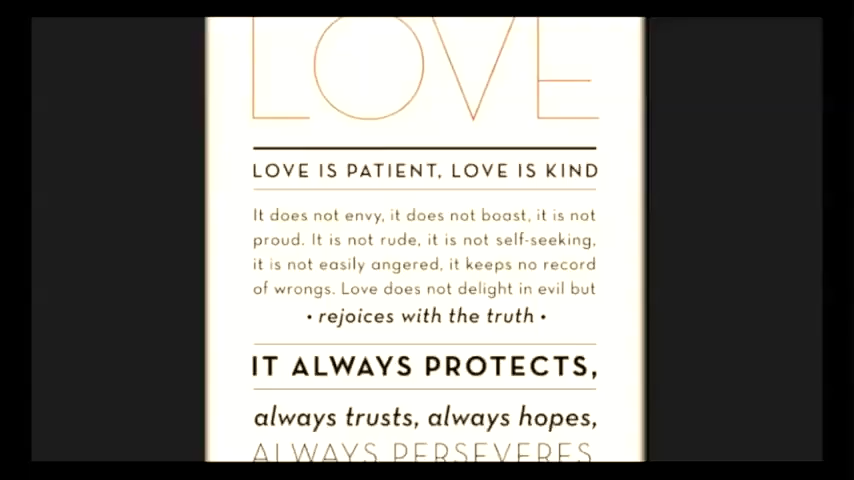 LOVE
LOVE IS PATIENT, LOVE IS KIND
It does not envy, it does not boast, it is not
proud. It is not rude, it is not self-seeking,
it is not easily angered, it keeps no record
of wrongs. Love does not delight in evil but
• rejoices with the truth •
IT ALWAYS PROTECTS,
always trusts, always hopes,
ALWAYS PERSEVERES